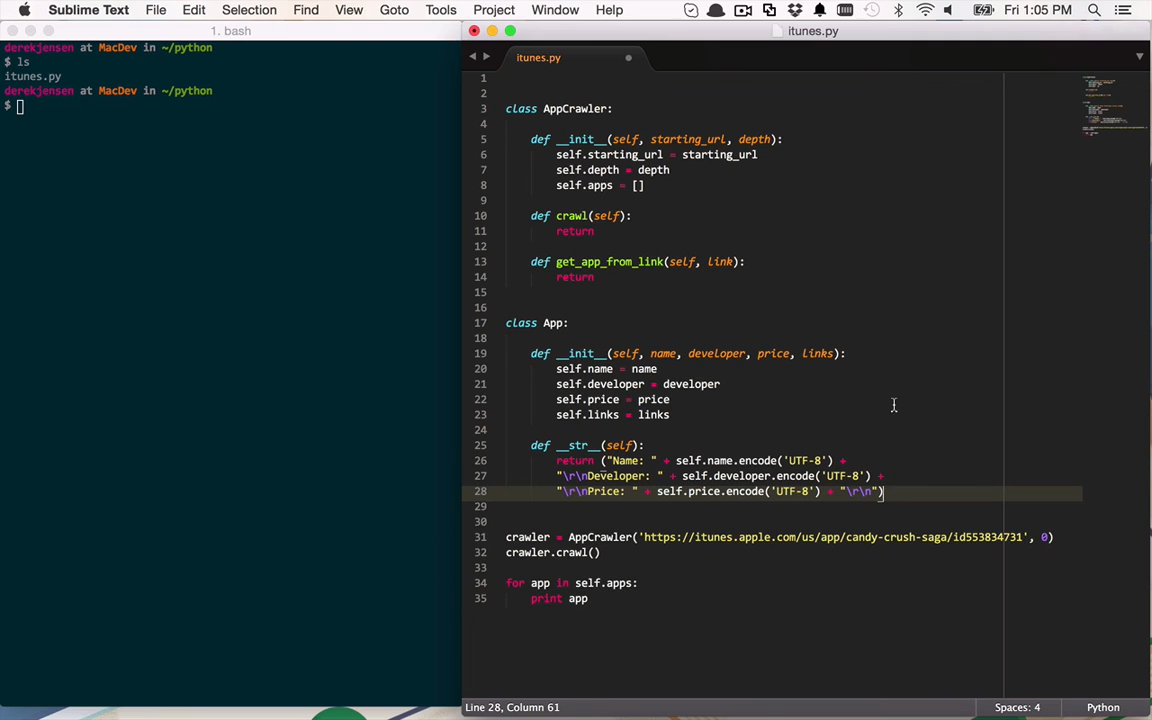 Sublime Text File Edit Selection Find View Goto Tools Project Window Help Fri 1:05 PM
1. bash
derekjensen at MacDev in ~/python
$ ls
itunes.py
derekjensen at MacDev in ~/python
$
itunes.py
itunes.py
1
2
3 class AppCrawler:
4
5 def __init__(self, starting_url, depth):
6 self.starting_url = starting_url
7 self.depth = depth
8 self.apps = []
9
10 def crawl(self):
11 return
12
13 def get_app_from_link(self, link):
14 return
15
16
17 class App:
18
19 def __init__(self, name, developer, price, links):
20 self.name = name
21 self.developer = developer
22 self.price = price
23 self.links = links
24
25 def __str__(self):
26 return ("Name: " + self.name.encode('UTF-8') +
27 "\r\nDeveloper: " + self.developer.encode('UTF-8') +
28 "\r\nPrice: " + self.price.encode('UTF-8') + "\r\n")
29
30
31 crawler = AppCrawler('https://itunes.apple.com/us/app/candy-crush-saga/id553834731', 0)
32 crawler.crawl()
33
34 for app in self.apps:
35 print app
Line 28, Column 61 Spaces: 4 Python